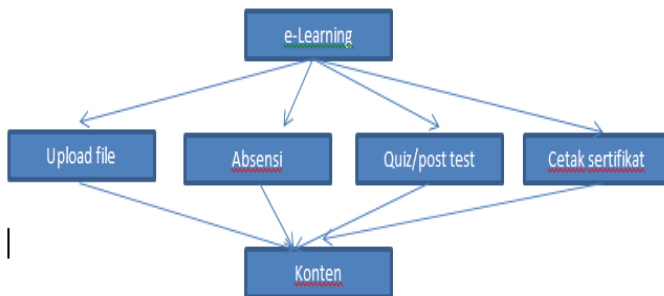 e-Learning
Upload file
Absensi
Quiz/post test
Cetak sertifikat
Konten